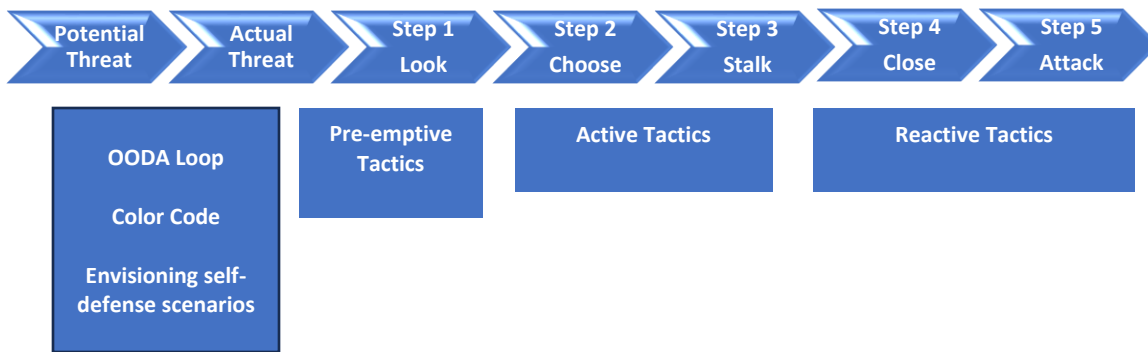 Potential
Threat
Actual
Threat
Step 1
Look
Step 2
Choose
Step 3
Stalk
Step 4
Close
Step 5
Attack
OODA Loop
Color Code
Envisioning self-
defense scenarios
Pre-emptive
Tactics
Active Tactics
Reactive Tactics